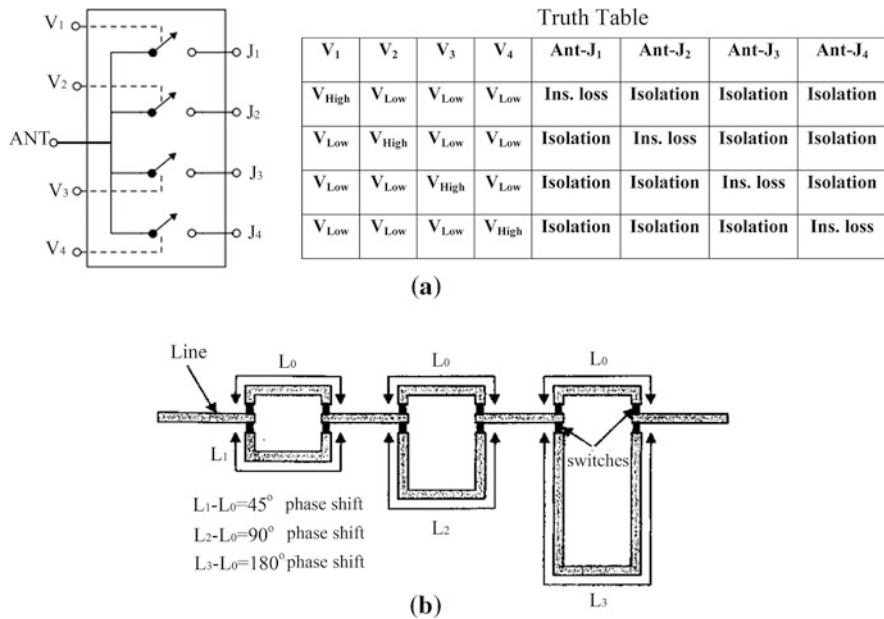 Truth Table
V1
V2
ANT
V3
V4
J1
J2
J3
J4
V1 V2 V3 V4 Ant-J1 Ant-J2 Ant-J3 Ant-J4
VHigh VLow VLow VLow Ins. loss Isolation Isolation Isolation
VLow VHigh VLow VLow Isolation Ins. loss Isolation Isolation
VLow VLow VHigh VLow Isolation Isolation Ins. loss Isolation
VLow VLow VLow VHigh Isolation Isolation Isolation Ins. loss
(a)
Line
L0
L0
L0
L1
switches
L1-L0=45° phase shift
L2-L0=90° phase shift
L3-L0=180° phase shift
L2
L3
(b)